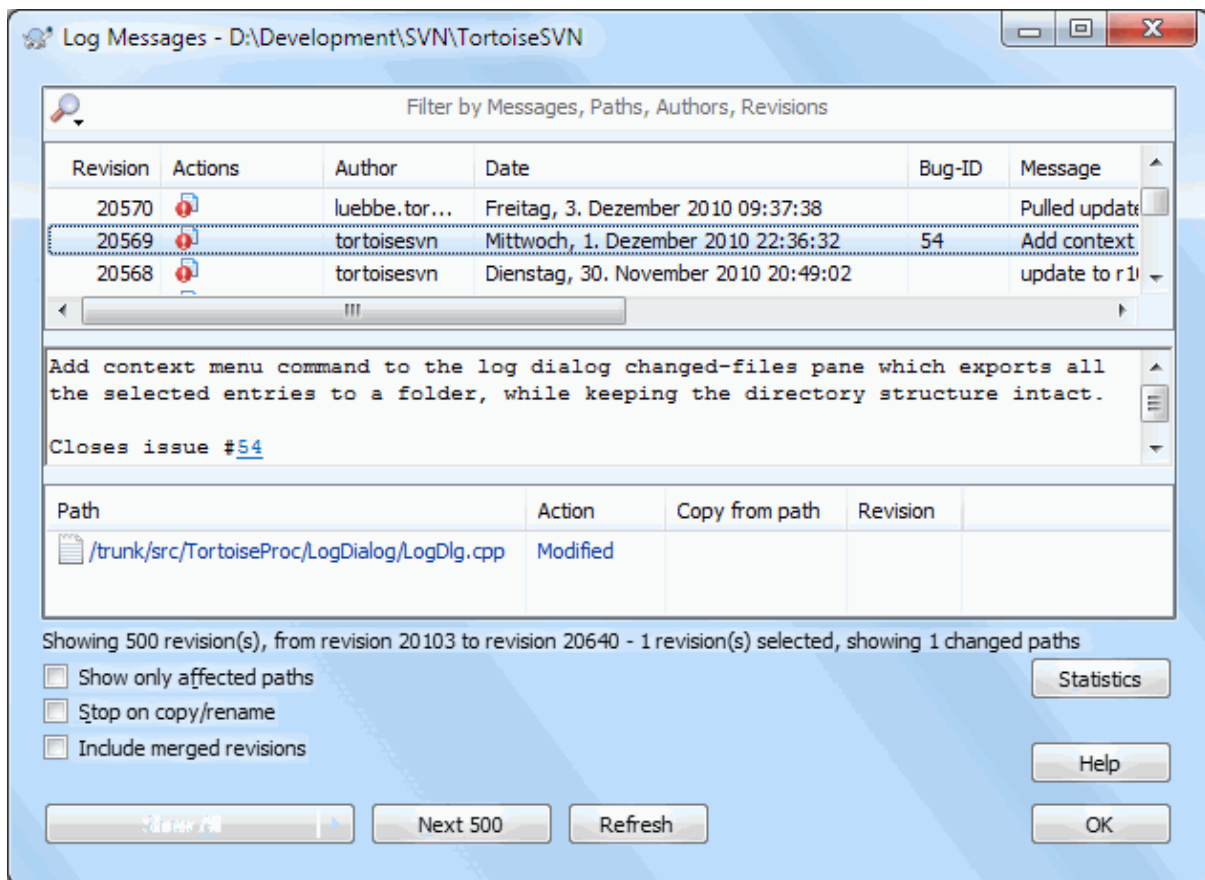 Log Messages - D:\Development\SVN\TortoiseSVN
Filter by Messages, Paths, Authors, Revisions
Revision Actions Author Date Bug-ID Message
20570 luebbe.tor... Freitag, 3. Dezember 2010 09:37:38 Pulled update
20569 tortoisesvn Mittwoch, 1. Dezember 2010 22:36:32 54 Add context
20568 tortoisesvn Dienstag, 30. November 2010 20:49:02 update to
Add context menu command to the log dialog changed-files pane which exports all
the selected entries to a folder, while keeping the directory structure intact.
Closes issue #54
Path Action Copy from path Revision
/trunk/src/TortoiseProc/LogDialog/LogDlg.cpp Modified
Showing 500 revision(s), from revision 20103 to revision 20640 - 1 revision(s) selected, showing 1 changed paths
Show only affected paths
Statistics
Stop on copy/rename
Include merged revisions
Help
Show All Next 500 Refresh OK